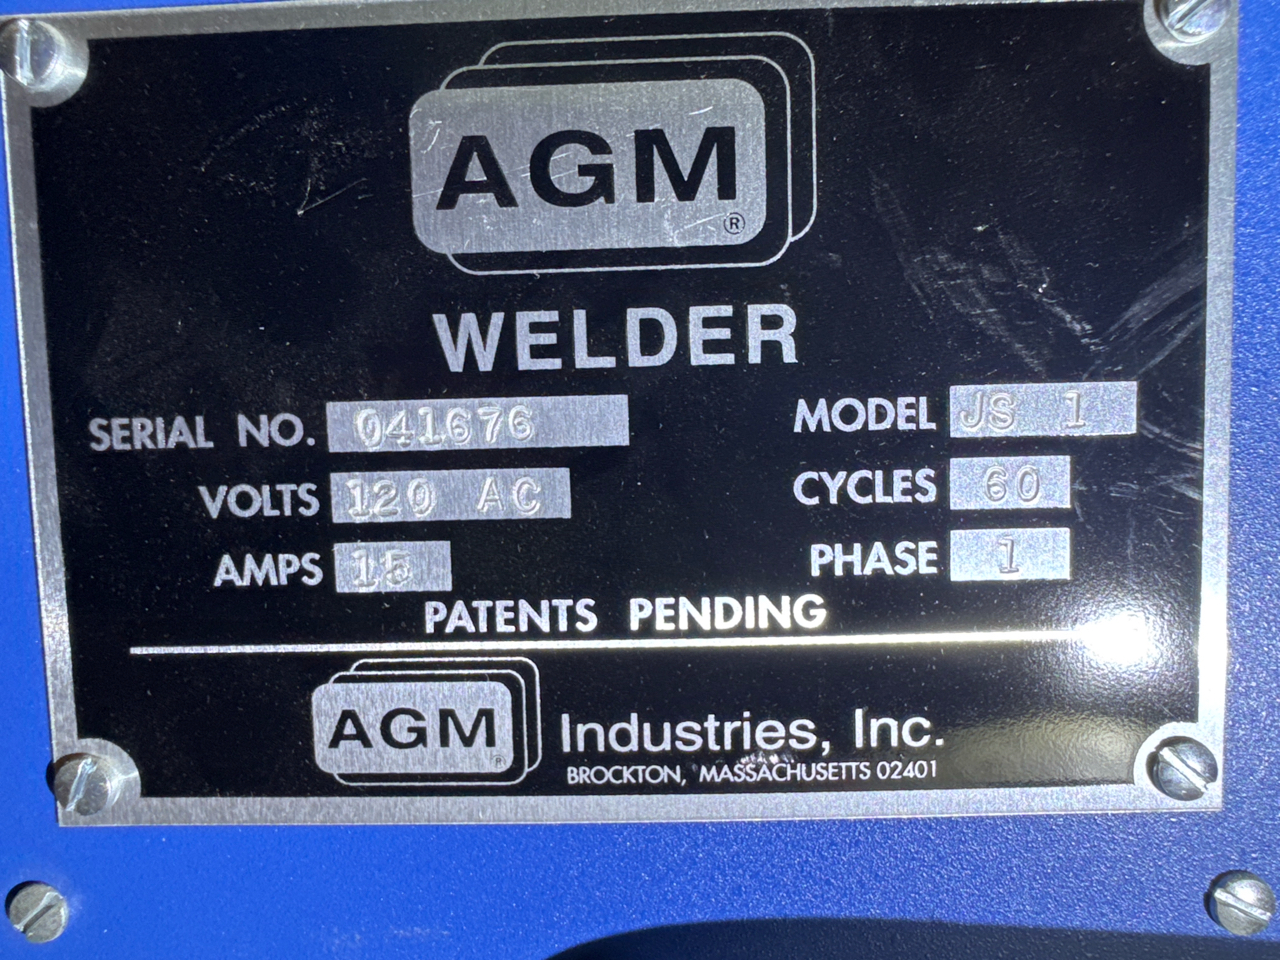 AGM®
WELDER
SERIAL NO. 041676 MODEL JS 1
VOLTS 120 AC CYCLES 60
AMPS 15 PHASE 1
PATENTS PENDING
AGM® Industries, Inc.
BROCKTON, MASSACHUSETTS 02401